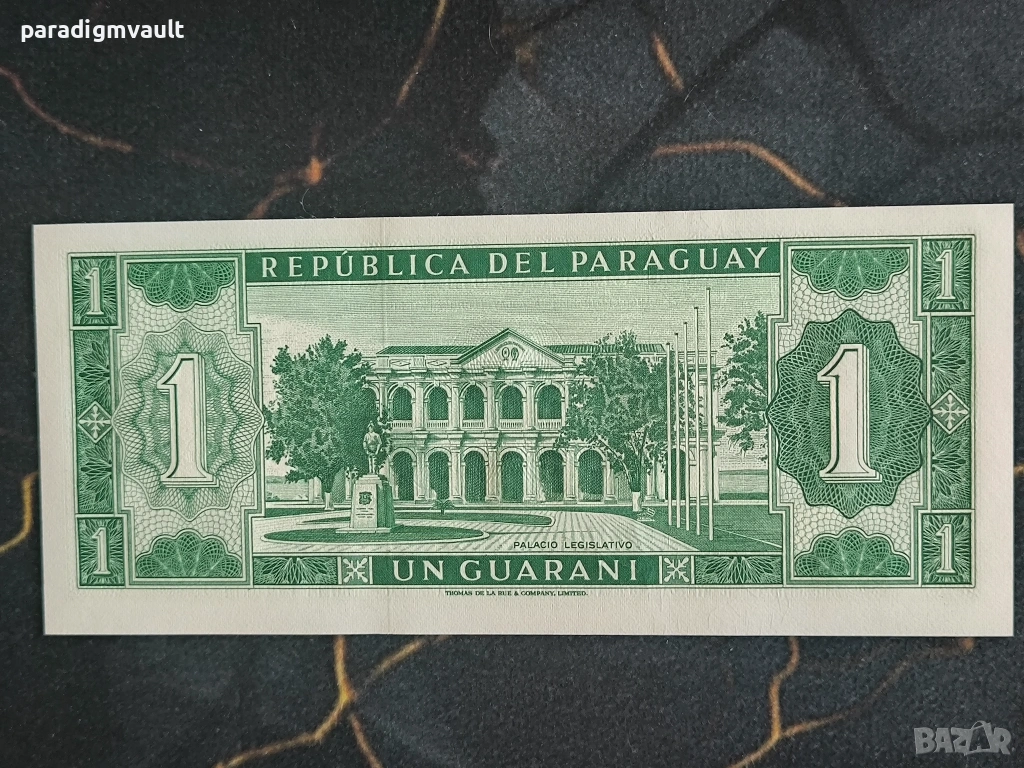 paradigmvault
1 1
REPÚBLICA DEL PARAGUAY
1 1
PALACIO LEGISLATIVO
1 1
UN GUARANI
THOMAS DE LA RUE & COMPANY, LIMITED.
BAZAR